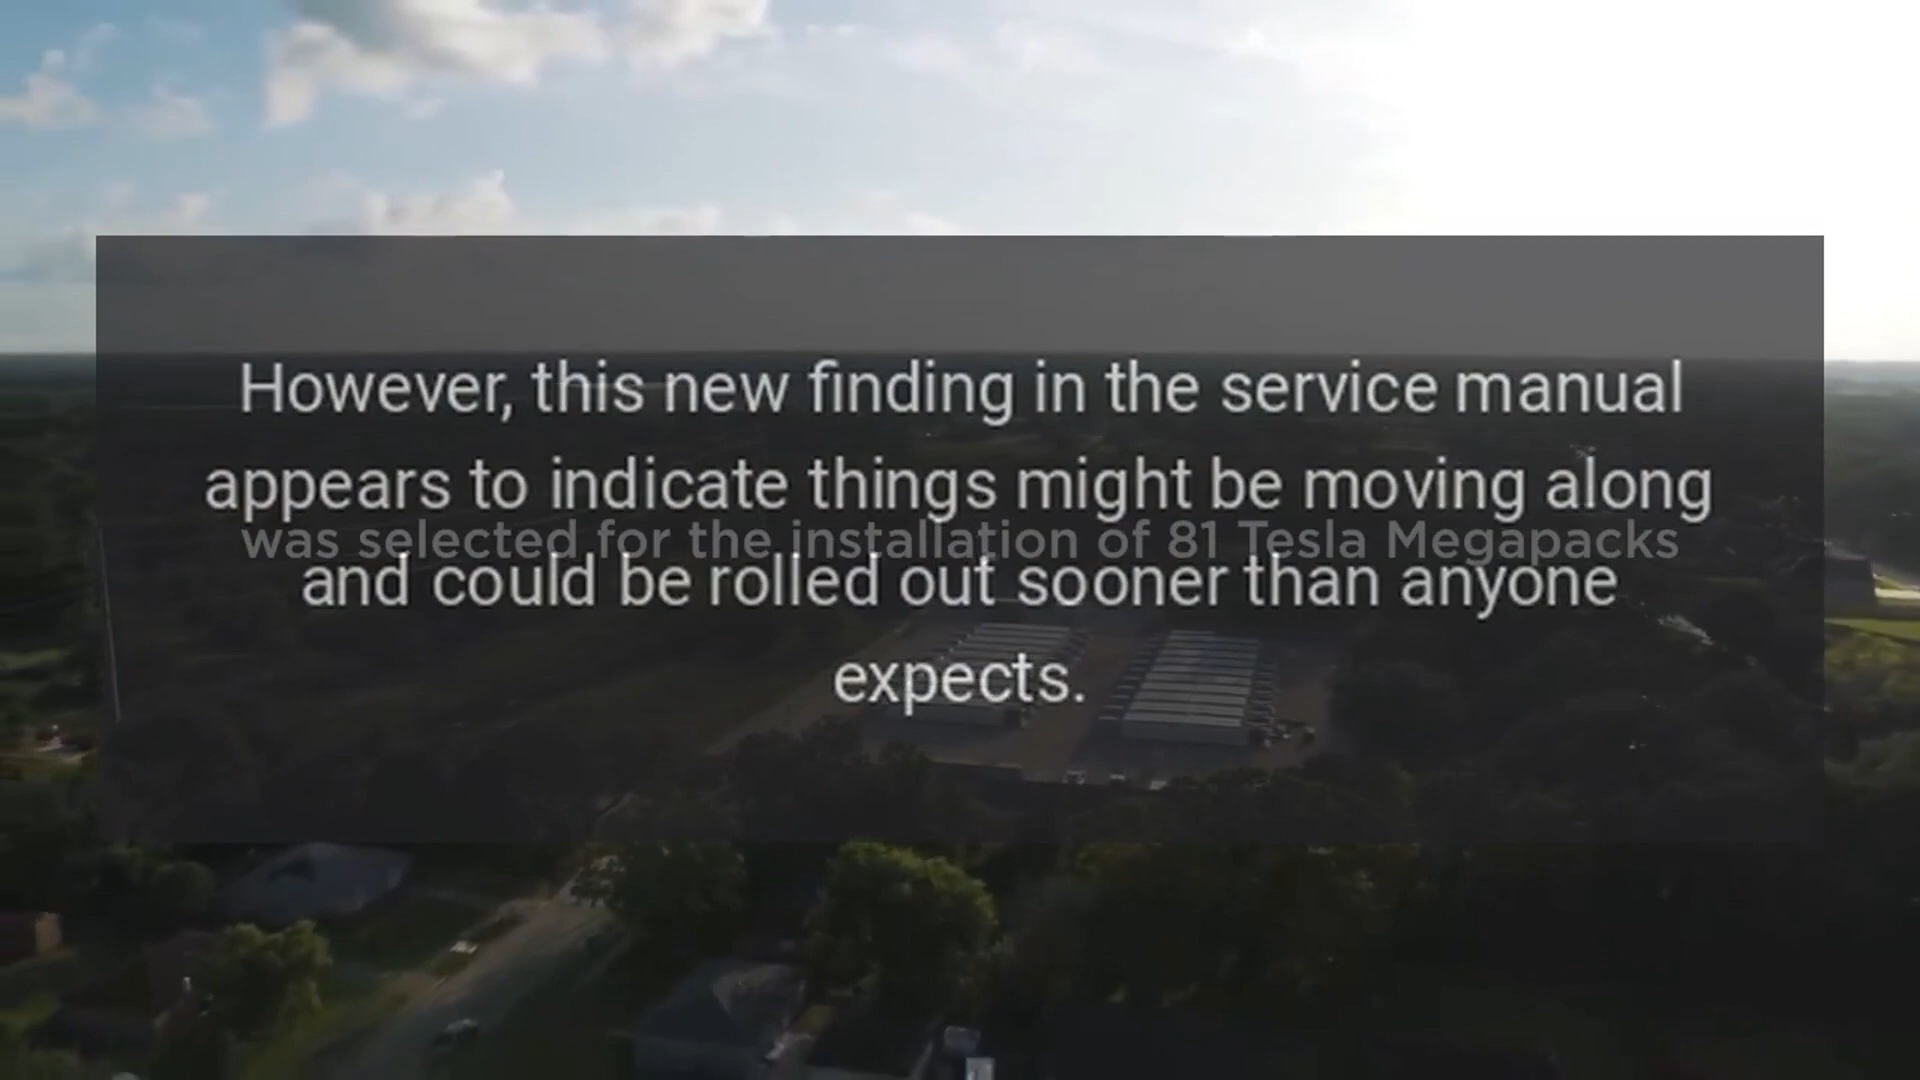 However, this new finding in the service manual
appears to indicate things might be moving along
was selected for the installation of 81 Tesla Megapacks
and could be rolled out sooner than anyone
expects.